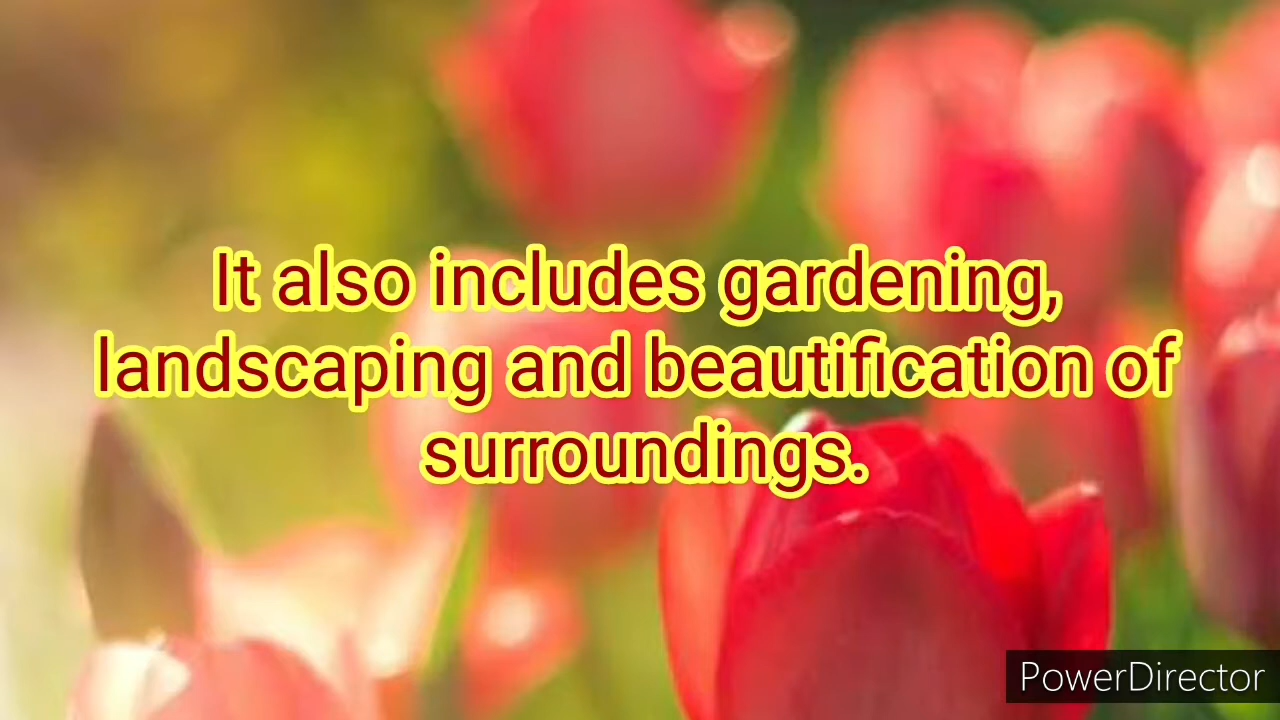 It also includes gardening,
landscaping and beautification of
surroundings.
PowerDirector